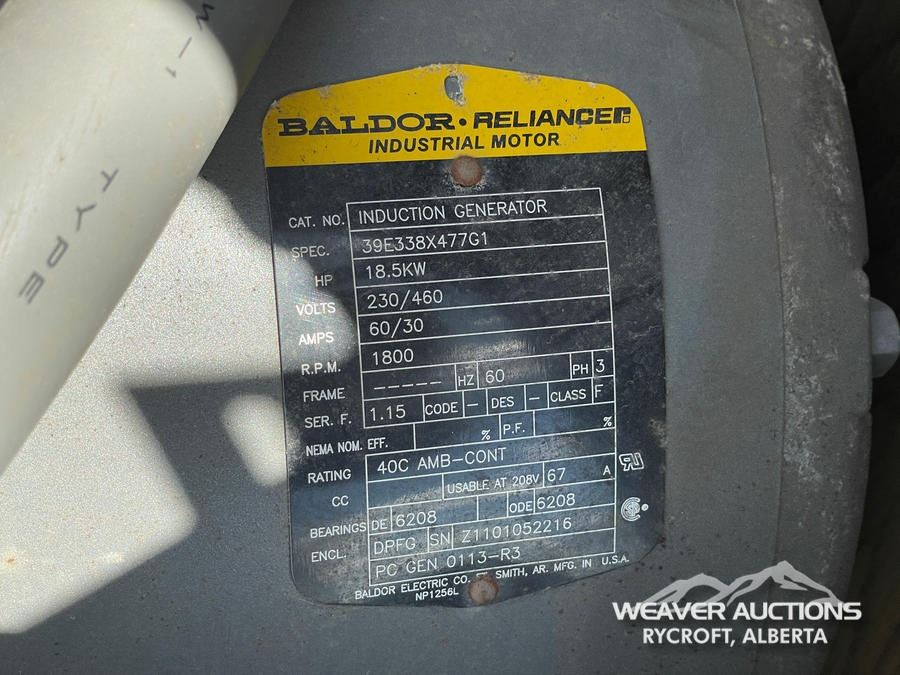 W-1
TYPE
BALDOR · RELIANCER
INDUSTRIAL MOTOR
CAT. NO. INDUCTION GENERATOR
SPEC. 39E338X477G1
HP 18.5KW
VOLTS 230/460
AMPS 60/30
R.P.M. 1800
FRAME ----- HZ 60 PH 3
SER. F. 1.15 CODE - DES - CLASS F
NEMA NOM. EFF. % P.F. %
RATING 40C AMB-CONT
CC USABLE AT 208V 67 A
BEARINGS DE 6208 ODE 6208
ENCL. DPFG SN Z1101052216
PC GEN 0113-R3
BALDOR ELECTRIC CO. SMITH, AR. MFG. IN U.S.A.
NP1256L
WEAVER AUCTIONS
RYCROFT, ALBERTA